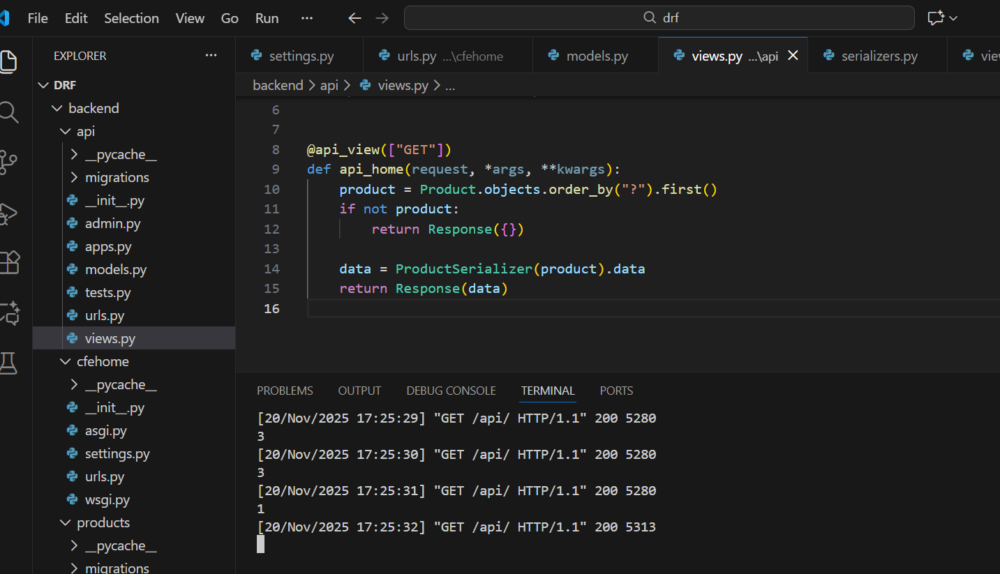 File Edit Selection View Go Run ... drf
EXPLORER ...
DRF
backend
api
__pycache__
migrations
__init__.py
admin.py
apps.py
models.py
tests.py
urls.py
views.py
cfehome
__pycache__
__init__.py
asgi.py
settings.py
urls.py
wsgi.py
products
__pycache__
migrations
settings.py urls.py ...\cfehome models.py views.py ...\api serializers.py
backend > api > views.py > ...
6
7
8 @api_view(["GET"])
9 def api_home(request, *args, **kwargs):
10     product = Product.objects.order_by("?").first()
11     if not product:
12         return Response({})
13
14     data = ProductSerializer(product).data
15     return Response(data)
16
PROBLEMS OUTPUT DEBUG CONSOLE TERMINAL PORTS
[20/Nov/2025 17:25:29] "GET /api/ HTTP/1.1" 200 5280
3
[20/Nov/2025 17:25:30] "GET /api/ HTTP/1.1" 200 5280
3
[20/Nov/2025 17:25:31] "GET /api/ HTTP/1.1" 200 5280
1
[20/Nov/2025 17:25:32] "GET /api/ HTTP/1.1" 200 5313